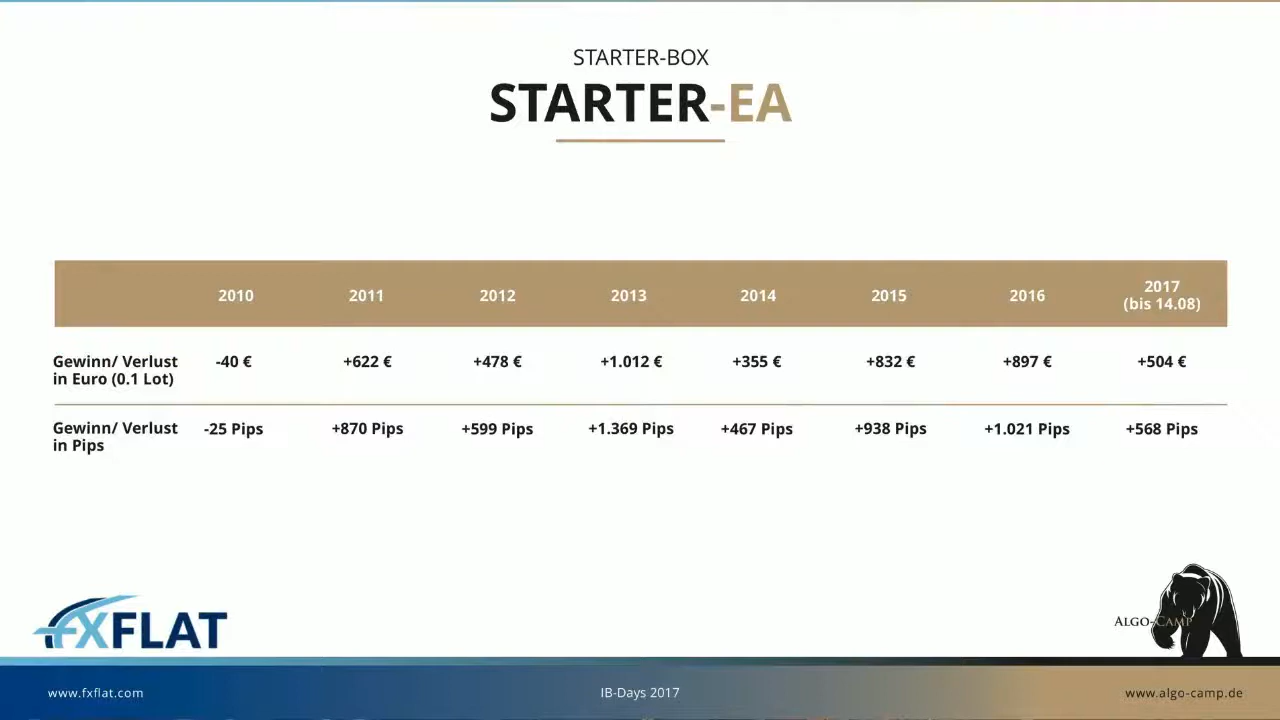 STARTER-BOX
STARTER-EA
2010 2011 2012 2013 2014 2015 2016 2017
(bis 14.08)
Gewinn/ Verlust -40 € +622 € +478 € +1.012 € +355 € +832 € +897 € +504 €
in Euro (0.1 Lot)
Gewinn/ Verlust -25 Pips +870 Pips +599 Pips +1.369 Pips +467 Pips +938 Pips +1.021 Pips +568 Pips
in Pips
fxFLAT
ALGO-CAMP
www.fxflat.com IB-Days 2017 www.algo-camp.de